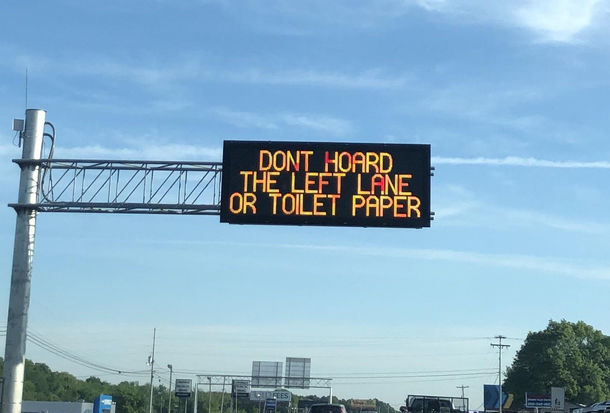 DONT HOARD
THE LEFT LANE
OR TOILET PAPER